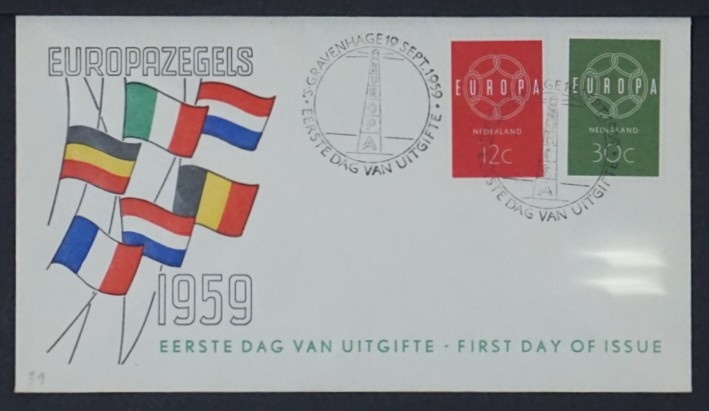 EUROPAZEGELS
1959
EERSTE DAG VAN UITGIFTE - FIRST DAY OF ISSUE
'S-GRAVENHAGE 19 SEPT. 1959
• EERSTE DAG VAN UITGIFTE •
EUROPA
EUROPA
NEDERLAND
12C
EUROPA
NEDERLAND
30C
DAG VAN UITGIFTE
34